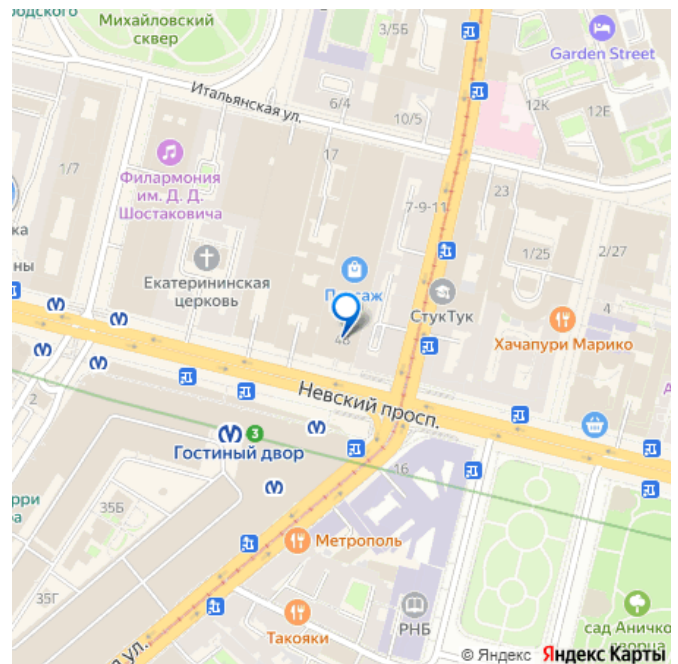 Михайловский
сквер
3/5Б
Garden Street
Итальянская ул.
6/4
10/5
12К
12Е
17
1/7
Филармония
им. Д. Д.
Шостаковича
7-9-11
23
1/25
2/27
Екатерининская
церковь
СтукТук
4
Хачапури Марико
48
Невский просп.
2
3
Гостиный двор
16
35Б
Метрополь
35Г
Такояки
РНБ
сад Аничко
ул.
© Яндекс Яндекс Карты